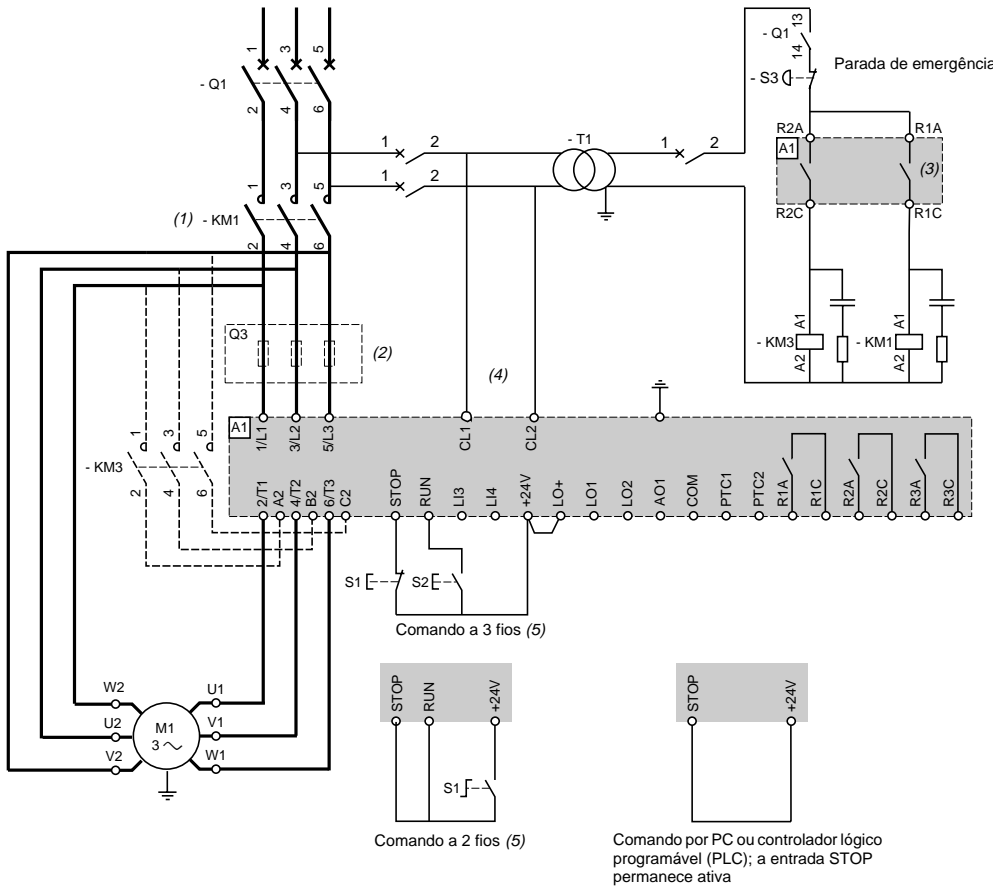 1 3 5
- Q1
2 4 6
1 2
1 2
- T1
1 2
13
- Q1
14
- S3
Parada de emergência
R2A R1A
A1
(3)
R2C R1C
1 3 5
(1) - KM1
2 4 6
Q3
(2)
(4)
A1 A1
- KM3 - KM1
A2 A2
A1
1/L1 3/L2 5/L3
CL1 CL2
1 3 5
- KM3
2 4 6
2/T1 A2 4/T2 B2 6/T3 C2
STOP RUN LI3 LI4 +24V LO+ LO1 LO2 AO1 COM PTC1 PTC2 R1A R1C R2A R2C R3A R3C
S1 S2
Comando a 3 fios (5)
W2 U1
U2 V1
V2 W1
M1
3
STOP RUN +24V
S1
Comando a 2 fios (5)
STOP +24V
Comando por PC ou controlador lógico
programável (PLC); a entrada STOP
permanece ativa